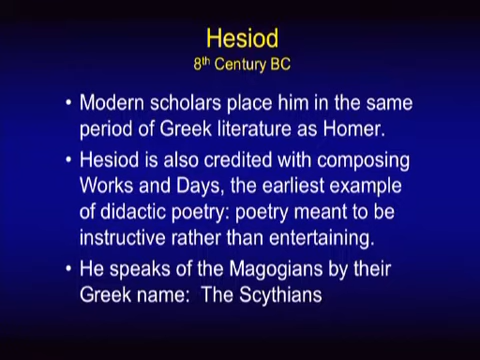 Hesiod
8th Century BC
• Modern scholars place him in the same
period of Greek literature as Homer.
• Hesiod is also credited with composing
Works and Days, the earliest example
of didactic poetry: poetry meant to be
instructive rather than entertaining.
• He speaks of the Magogians by their
Greek name:  The Scythians